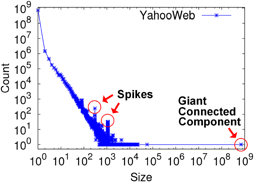 YahooWeb
10^9
10^8
10^7
10^6
10^5
10^4
10^3
10^2
10^1
10^0
Count
Spikes
Giant
Connected
Component
10^0 10^1 10^2 10^3 10^4 10^5 10^6 10^7 10^8 10^9
Size